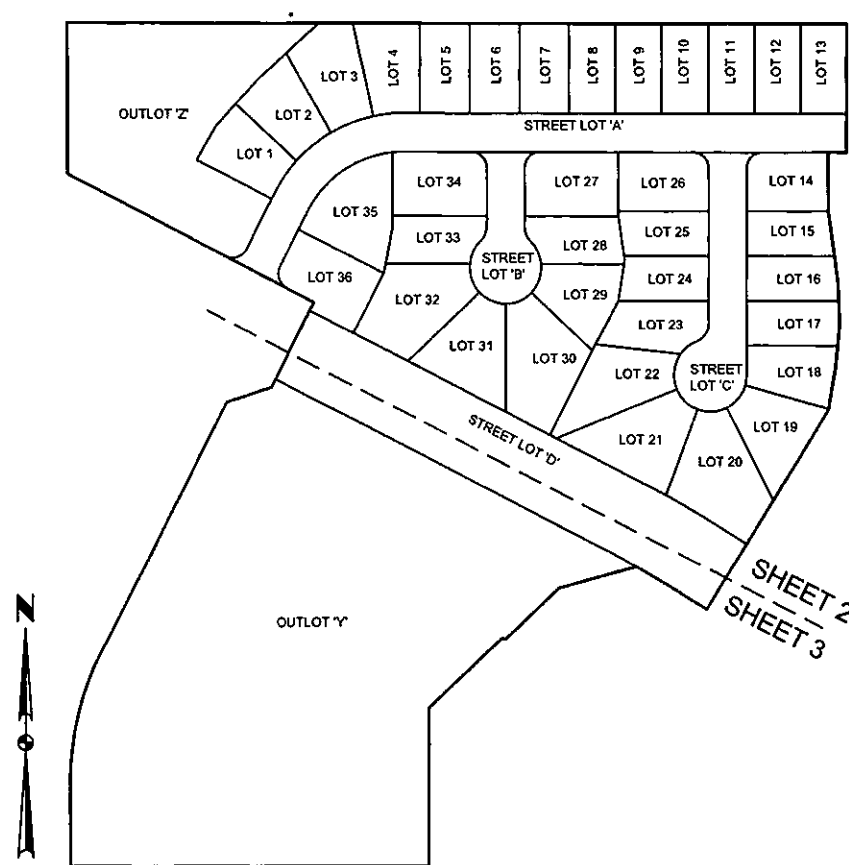 LOT 4
LOT 5
LOT 6
LOT 7
LOT 8
LOT 9
LOT 10
LOT 11
LOT 12
LOT 13
LOT 3
LOT 2
LOT 1
OUTLOT 'Z'
STREET LOT 'A'
LOT 34
LOT 27
LOT 26
LOT 14
LOT 35
LOT 33
LOT 28
LOT 25
LOT 15
STREET
LOT 'B'
LOT 36
LOT 32
LOT 29
LOT 24
LOT 16
LOT 31
LOT 30
LOT 23
LOT 17
LOT 22
STREET
LOT 'C'
LOT 18
LOT 21
LOT 20
LOT 19
STREET LOT 'D'
SHEET 2
SHEET 3
OUTLOT 'Y'
N